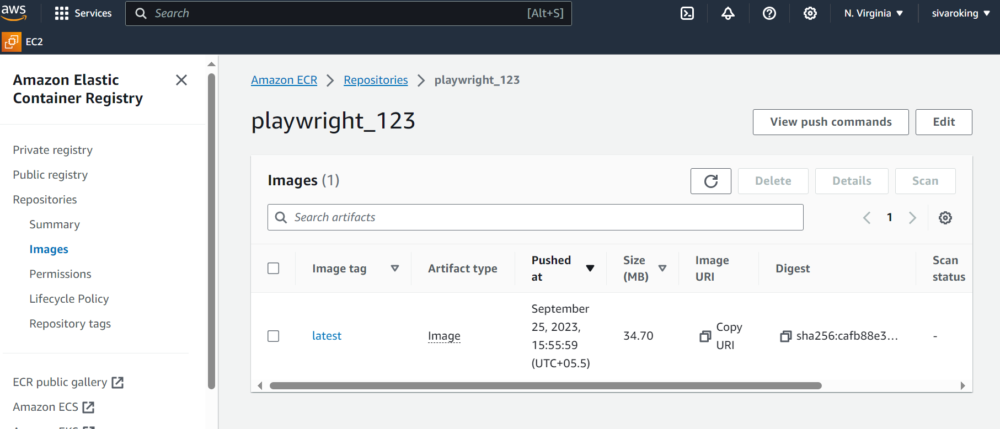 aws
Services
Search
[Alt+S]
N. Virginia
sivaroking
EC2
Amazon Elastic
Container Registry
Private registry
Public registry
Repositories
Summary
Images
Permissions
Lifecycle Policy
Repository tags
ECR public gallery
Amazon ECS
Amazon EKS
Amazon ECR
Repositories
playwright_123
playwright_123
View push commands
Edit
Images (1)
Delete
Details
Scan
Search artifacts
1
Image tag
Artifact type
Pushed
at
Size
(MB)
Image
URI
Digest
Scan
status
latest
Image
September
25, 2023,
15:55:59
(UTC+05.5)
34.70
Copy
URI
sha256:cafb88e3...
-